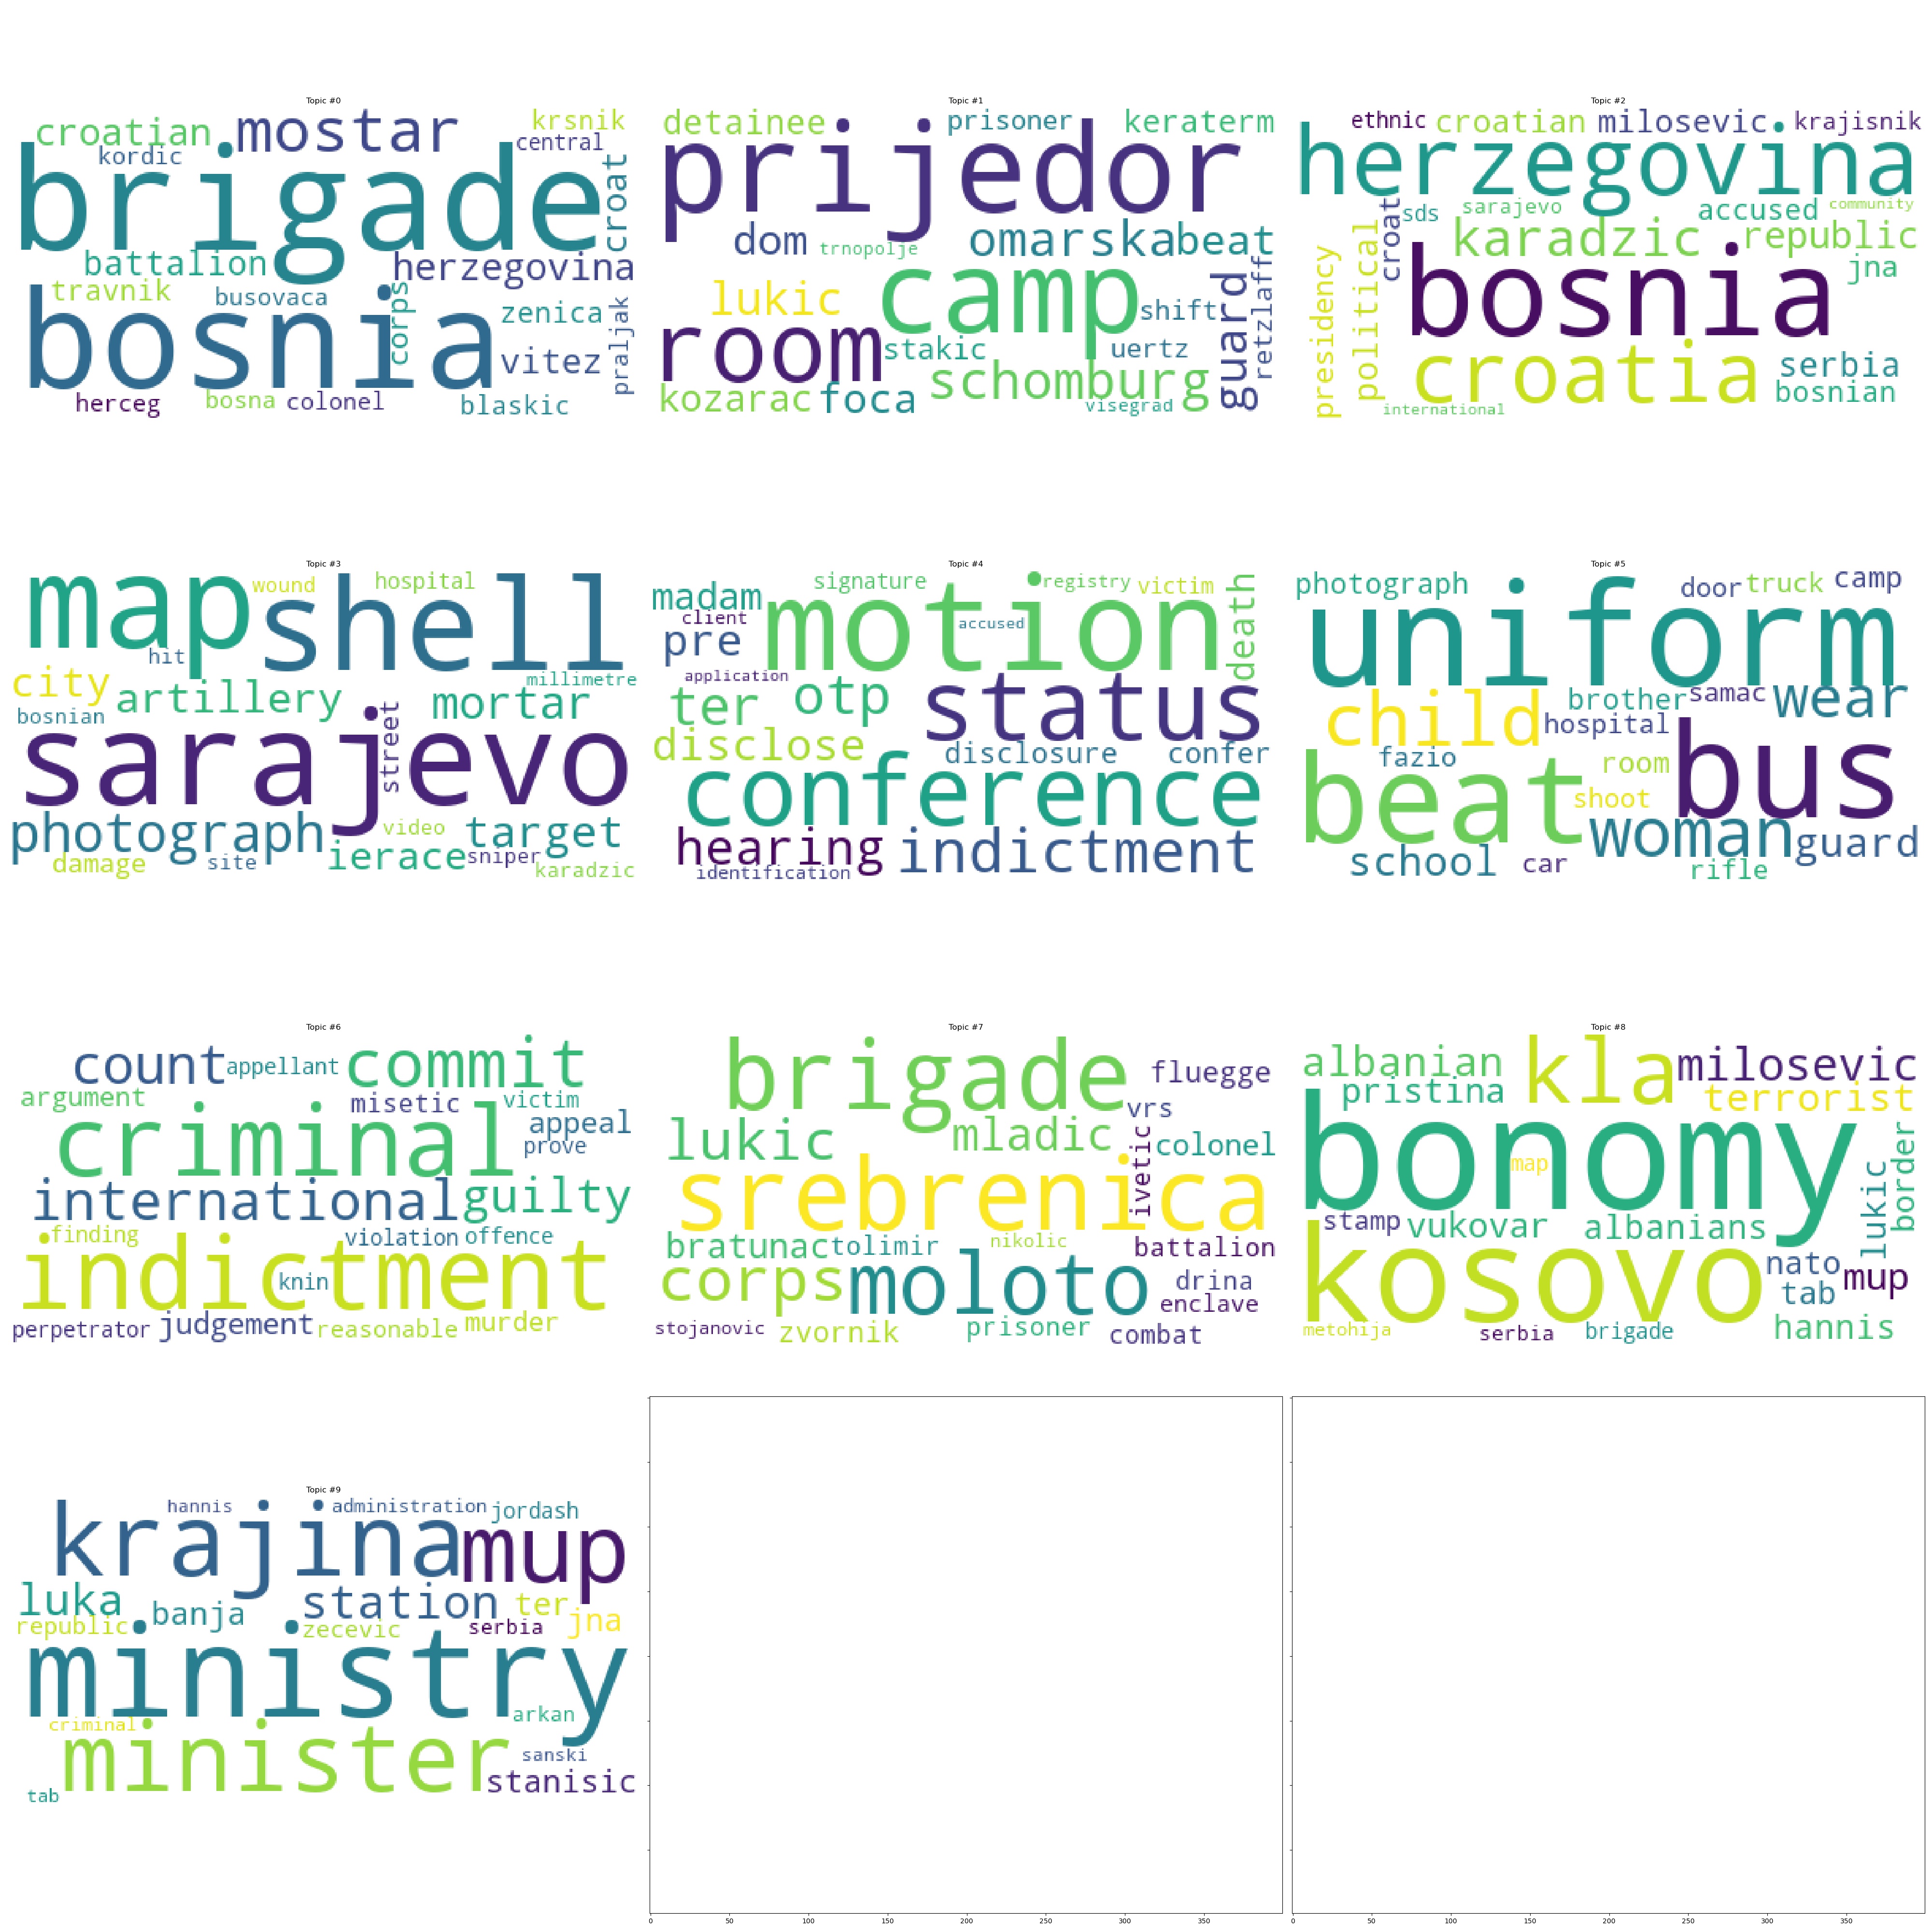 Topic #0
croatian mostar krsnik
kordic central
brigade croat
battalion herzegovina
travnik busovaca corps zenica
bosnia vitez praljak
herceg bosna colonel blaskic
Topic #1
detainee prisoner keraterm
prijedor
dom trnopolje omarska beat
lukic camp shift guard retzlaff
room stakic uertz
kozarac foca schomburg visegrad
Topic #2
ethnic croatian milosevic krajisnik
herzegovina
croat sds sarajevo accused community
presidency political karadzic republic
bosnia jna
croatia serbia
international bosnian
Topic #3
map wound hospital
shell
hit
city artillery mortar millimetre
bosnian street
sarajevo
photograph video target
damage site ierace sniper karadzic
Topic #4
madam signature registry victim death
client motion accused
pre
application
ter otp status
disclose disclosure confer
conference
hearing indictment
identification
Topic #5
photograph door truck camp
uniform
child brother samac wear
hospital
beat fazio room bus
shoot
school car woman guard
rifle
Topic #6
count appellant commit
argument misetic victim
criminal appeal
prove
international guilty
finding violation offence
indictment knin
perpetrator judgement reasonable murder
Topic #7
brigade fluegge
lukic mladic vrs colonel
srebrenica ivetic
bratunac tolimir nikolic battalion
corps moloto drina
enclave
stojanovic zvornik prisoner combat
Topic #8
albanian kla milosevic
pristina terrorist
bonomy map border
stamp vukovar albanians lukic
kosovo nato
tab mup
metohija serbia brigade hannis
Topic #9
hannis administration jordash
krajina mup
luka banja station ter
republic zecevic serbia jna
ministry
criminal arkan
minister sanski
tab stanisic
0 50 100 150 200 250 300 350
0 50 100 150 200 250 300 350